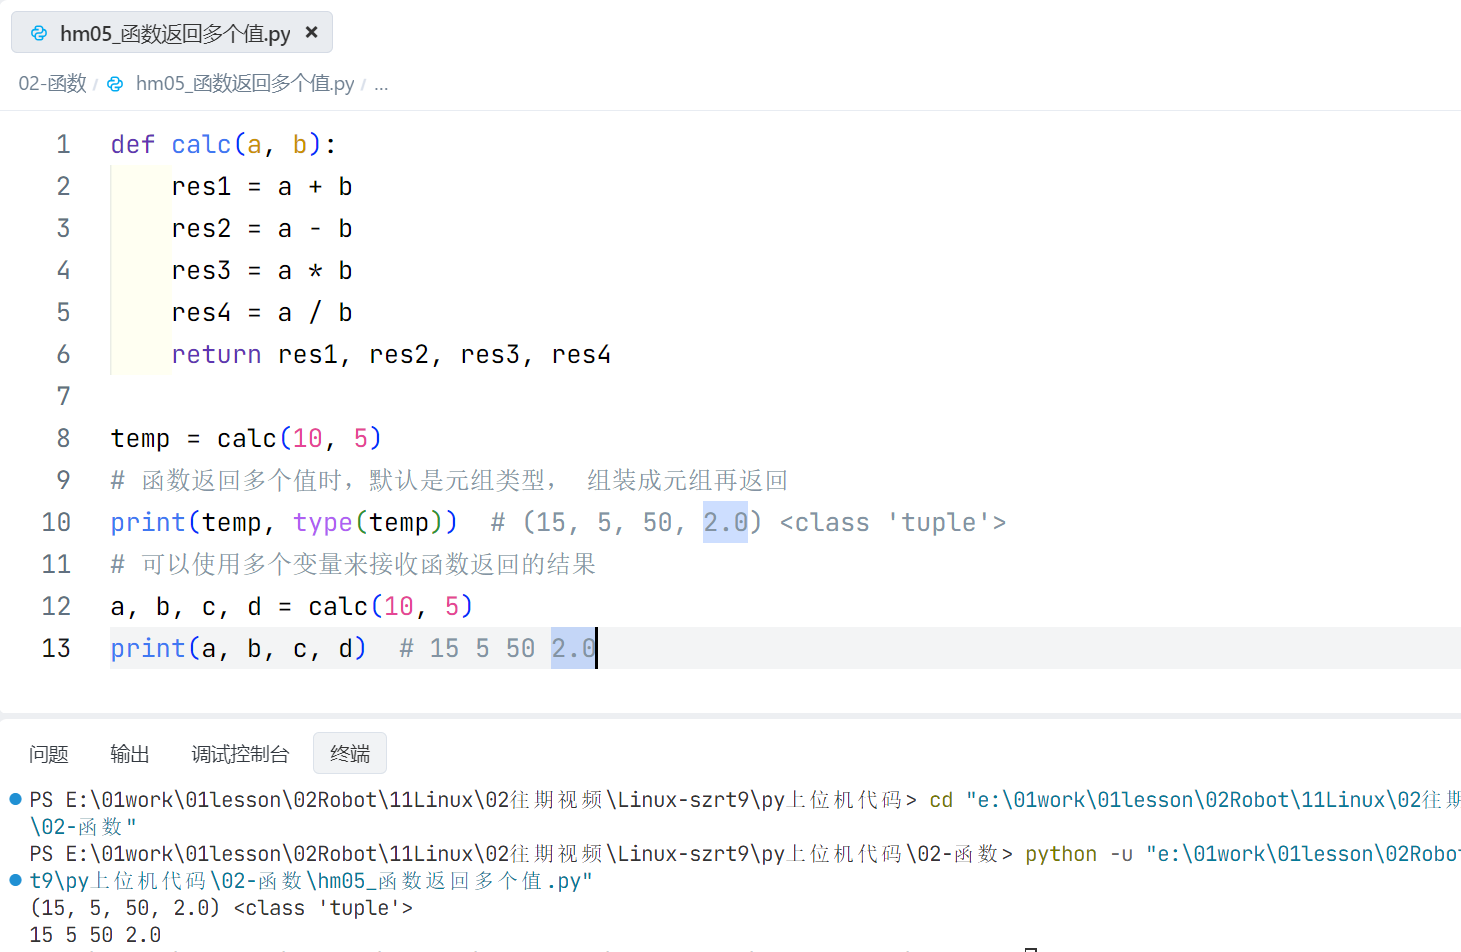 hm05_函数返回多个值.py ×
02-函数 / hm05_函数返回多个值.py / ...
1 def calc(a, b):
2     res1 = a + b
3     res2 = a - b
4     res3 = a * b
5     res4 = a / b
6     return res1, res2, res3, res4
7
8 temp = calc(10, 5)
9 # 函数返回多个值时，默认是元组类型， 组装成元组再返回
10 print(temp, type(temp))  # (15, 5, 50, 2.0) <class 'tuple'>
11 # 可以使用多个变量来接收函数返回的结果
12 a, b, c, d = calc(10, 5)
13 print(a, b, c, d)  # 15 5 50 2.0
问题 输出 调试控制台 终端
PS E:\01work\01lesson\02Robot\11Linux\02往期视频\Linux-szrt9\py上位机代码> cd "e:\01work\01lesson\02Robot\11Linux\02往期
\02-函数"
PS E:\01work\01lesson\02Robot\11Linux\02往期视频\Linux-szrt9\py上位机代码\02-函数> python -u "e:\01work\01lesson\02Robot
t9\py上位机代码\02-函数\hm05_函数返回多个值.py"
(15, 5, 50, 2.0) <class 'tuple'>
15 5 50 2.0